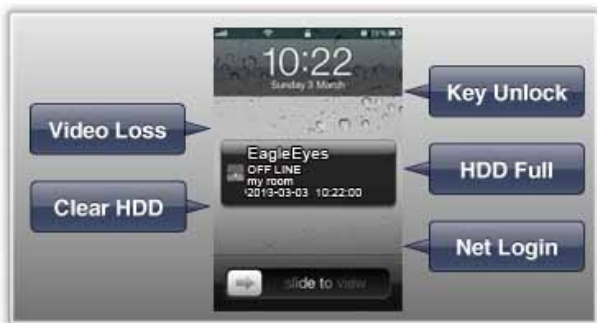 10:22
Sunday 3 March
Key Unlock
Video Loss
EagleEyes
OFF LINE
my room
2013-03-03 10:22:00
HDD Full
Clear HDD
Net Login
slide to view